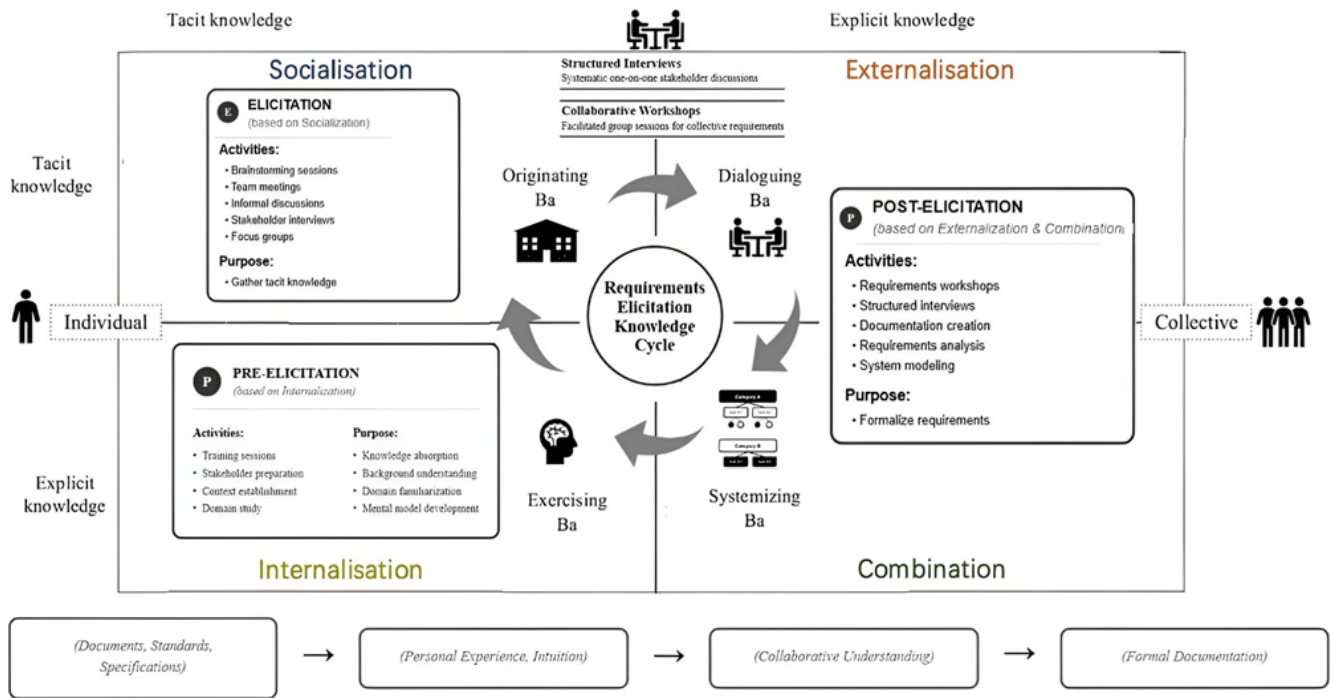 Tacit knowledge
Explicit knowledge
Socialisation
Structured Interviews
Systematic one-on-one stakeholder discussions
Collaborative Workshops
Facilitated group sessions for collective requirements
Externalisation
E ELICITATION
(based on Socialization)
Activities:
• Brainstorming sessions
• Team meetings
• Informal discussions
• Stakeholder interviews
• Focus groups
Purpose:
• Gather tacit knowledge
Tacit
knowledge
Originating
Ba
Dialoguing
Ba
P POST-ELICITATION
(based on Externalization & Combination)
Activities:
• Requirements workshops
• Structured interviews
• Documentation creation
• Requirements analysis
• System modeling
Purpose:
• Formalize requirements
Requirements
Elicitation
Knowledge
Cycle
Individual
Collective
P PRE-ELICITATION
(based on Internalization)
Activities:
• Training sessions
• Stakeholder preparation
• Context establishment
• Domain study
Purpose:
• Knowledge absorption
• Background understanding
• Domain familiarization
• Mental model development
Explicit
knowledge
Category A
Category B
Exercising
Ba
Systemizing
Ba
Internalisation
Combination
(Documents, Standards,
Specifications)
(Personal Experience, Intuition)
(Collaborative Understanding)
(Formal Documentation)